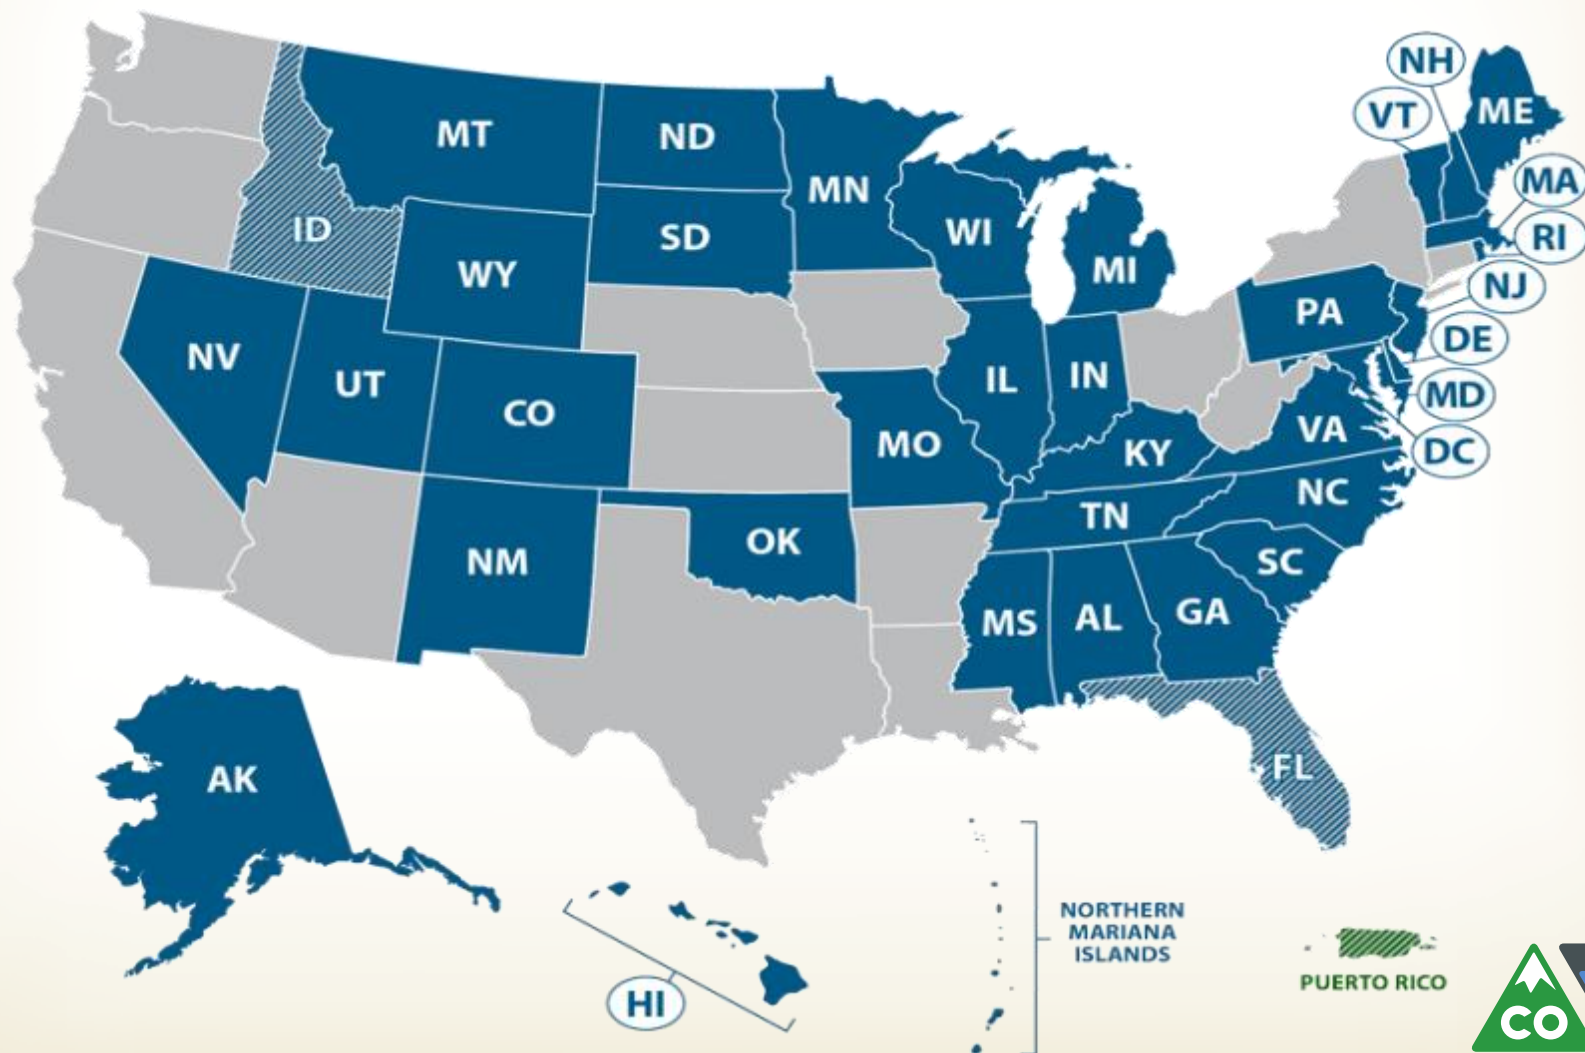 NH
VT
ME
MT
ND
MN
MA
ID
SD
WI
RI
WY
MI
NJ
PA
NV
UT
IL
IN
DE
CO
MD
MO
KY
VA
DC
NC
TN
OK
NM
SC
MS
AL
GA
AK
FL
NORTHERN
MARIANA
ISLANDS
PUERTO RICO
HI
CO